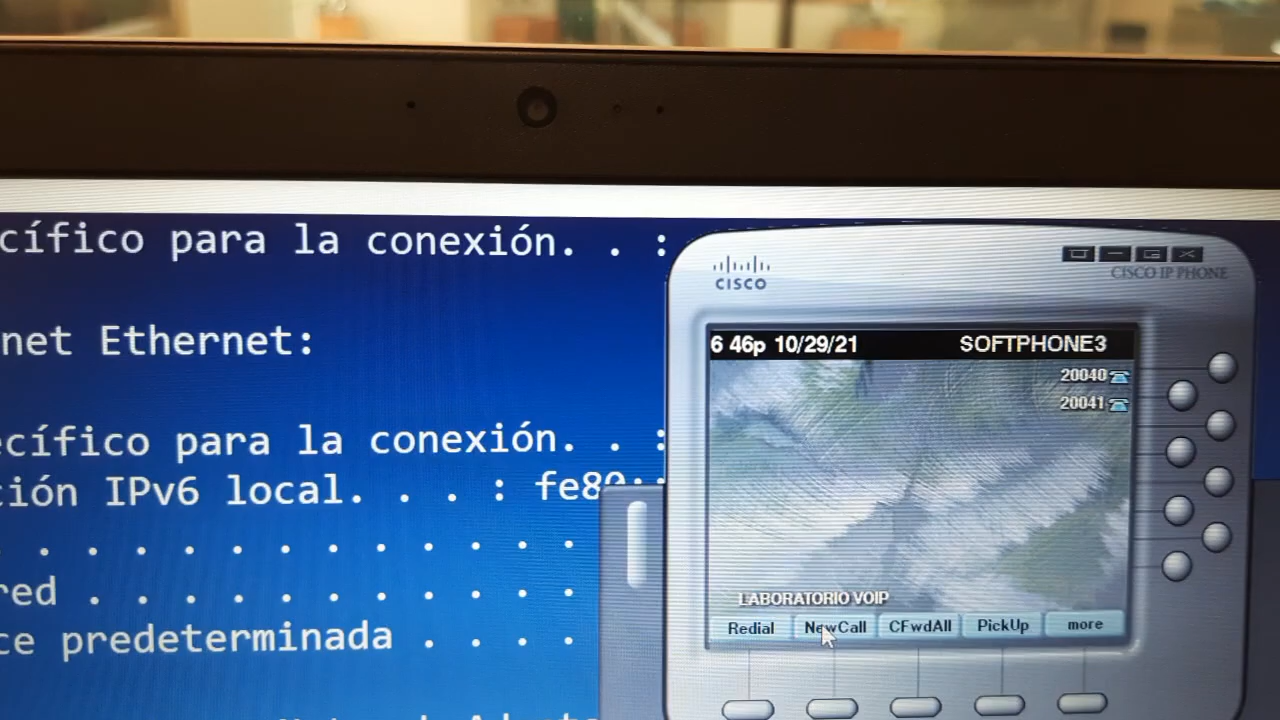 cífico para la conexión. . :
net Ethernet:
ecífico para la conexión. . :
ción IPv6 local. . . : fe80::
. . . . . . . . . . . . .
red . . . . . . . . . . .
ce predeterminada . . . .
CISCO
CISCO IP PHONE
6 46p 10/29/21 SOFTPHONE3
20040
20041
LABORATORIO VOIP
Redial NewCall CFwdAll PickUp more